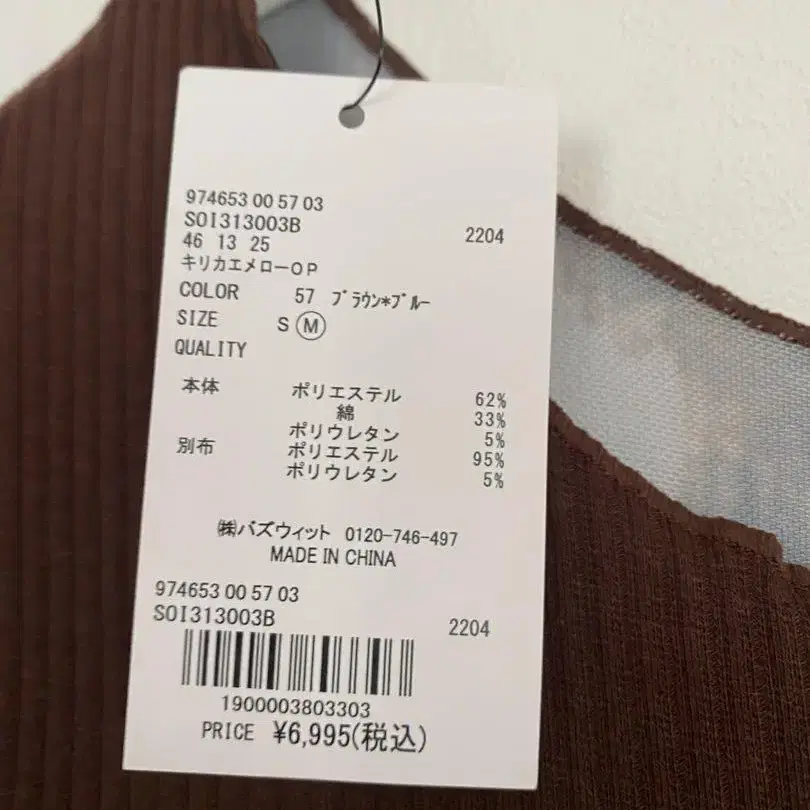 974653 00 57 03
SOI313003B 2204
46 13 25
キリカエメローOP
COLOR 57 ブラウン*ブルー
SIZE S Ⓜ
QUALITY
本体 ポリエステル 62%
綿 33%
ポリウレタン 5%
別布 ポリエステル 95%
ポリウレタン 5%
㈱バズウィット 0120-746-497
MADE IN CHINA
974653 00 57 03
SOI313003B 2204
1900003803303
PRICE ¥6,995(税込)